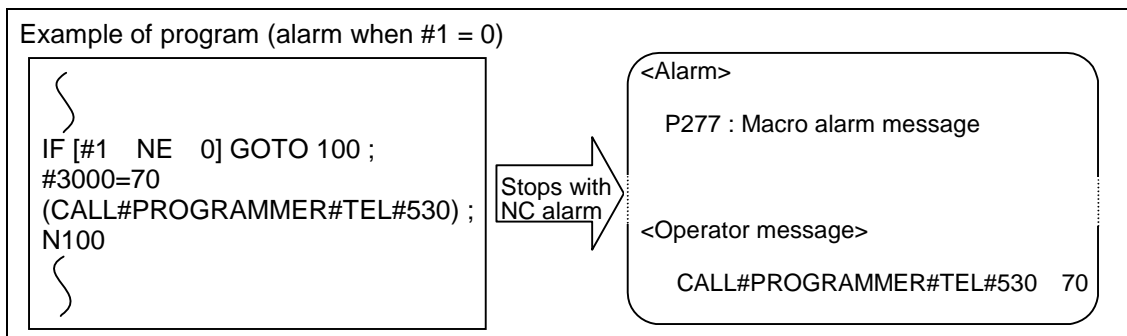 Example of program (alarm when #1 = 0)
IF [#1 NE 0] GOTO 100 ;
#3000=70
(CALL#PROGRAMMER#TEL#530) ;
N100
Stops with
NC alarm
<Alarm>
P277 : Macro alarm message
<Operator message>
CALL#PROGRAMMER#TEL#530 70